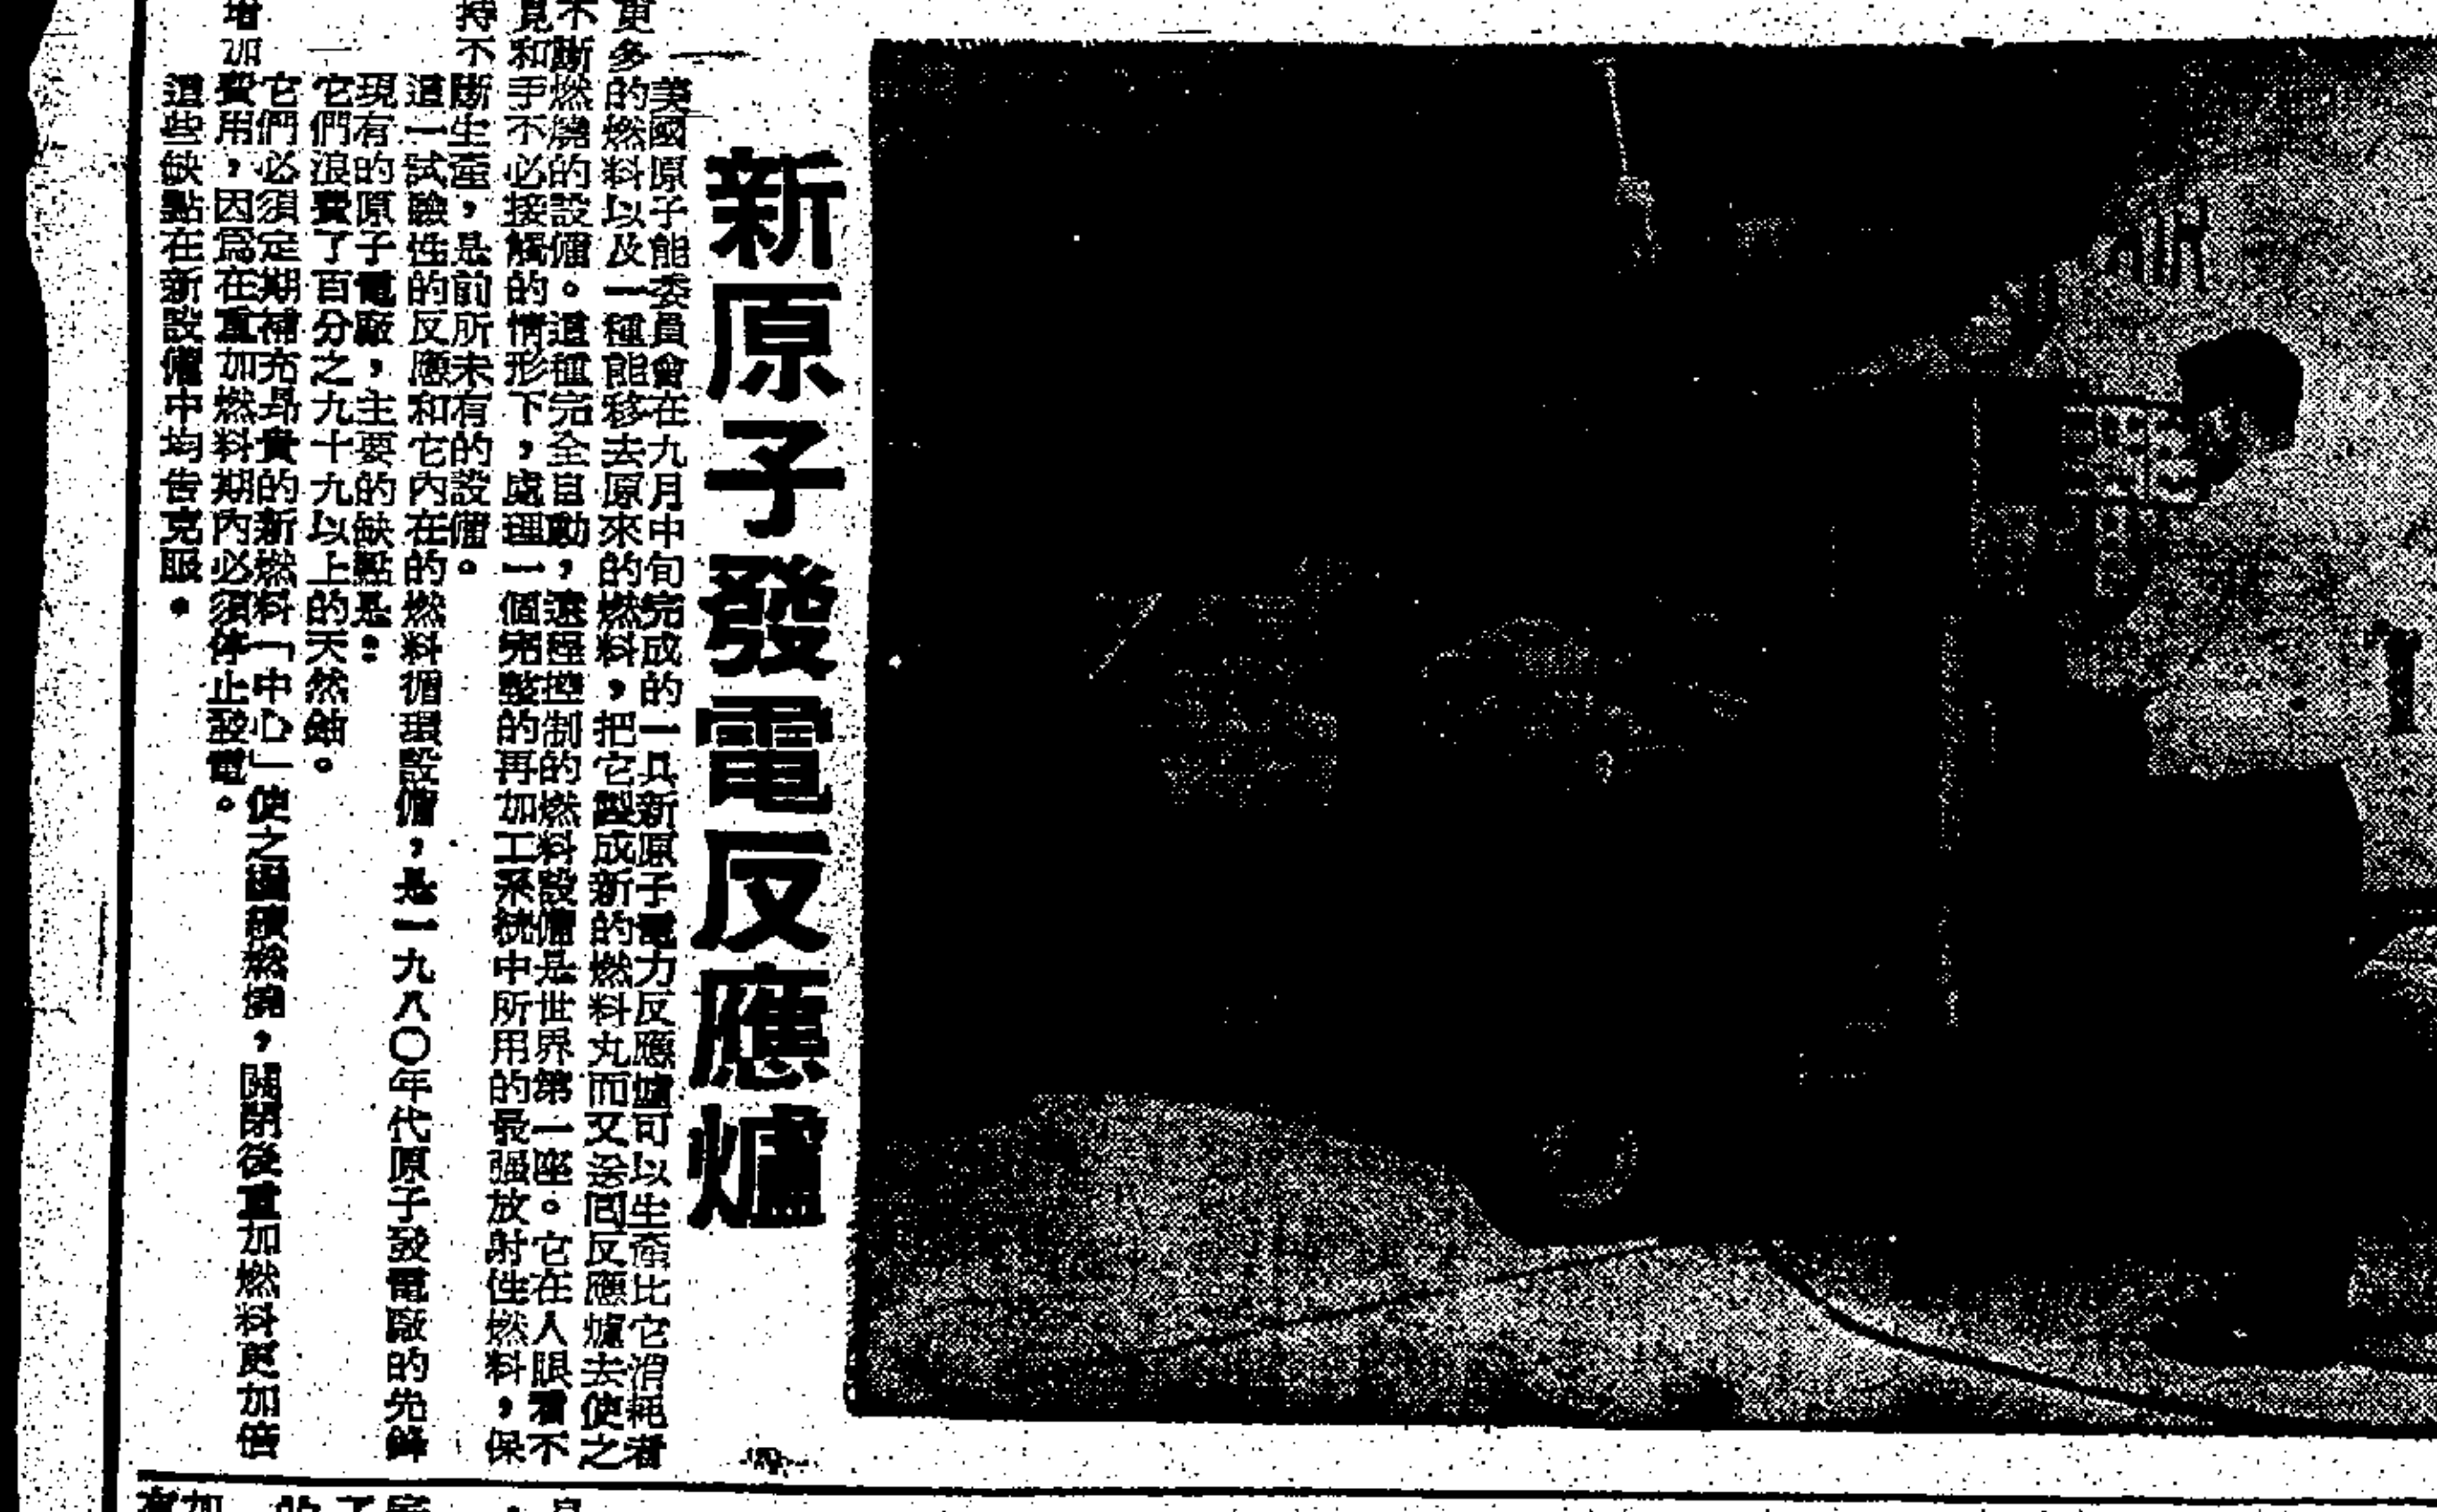 新原子發電反應爐
美國原子能委員會在九月中旬完成的一具新原子電力反應爐可以生產比它消耗者
更多的燃料以及一種能移去原來的燃料，把它製成新的燃料丸而又送回反應爐去使之
不斷燃燒的設備。這種完全自動，遠程控制的燃料設備是世界第一座。它在人眼看不
見和手不必接觸的情形下，處理一個完整的再加工系統中所用的最强放射性燃料，保
持不斷生產，是前所未有的設備。
這一試驗性的反應和它內在的燃料循環設備，是一九八〇年代原子發電廠的先鋒
現有的原子電廠，主要的缺點是：
它們浪費了百分之九十九以上的天然鈾。
它們必須定期補充昂貴的新燃料「中心」使之繼續燃燒，關閉後重加燃料更加倍
增加費用，因爲在重加燃料期內必須停止發電。
這些缺點在新設備中均告克服。